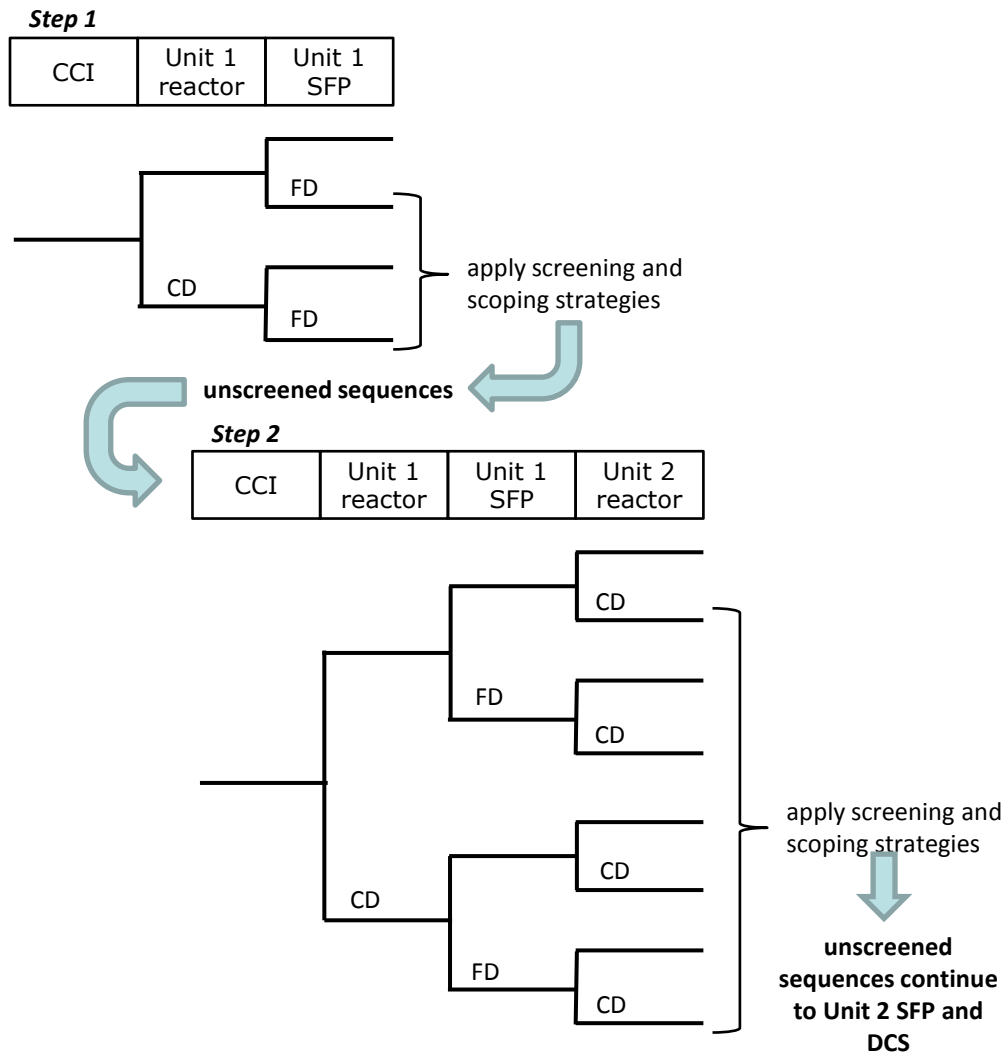 Step 1
CCI
Unit 1
reactor
Unit 1
SFP
FD
CD
FD
apply screening and
scoping strategies
unscreened sequences
Step 2
CCI
Unit 1
reactor
Unit 1
SFP
Unit 2
reactor
CD
FD
CD
apply screening and
scoping strategies
CD
CD
FD
CD
unscreened
sequences continue
to Unit 2 SFP and
DCS